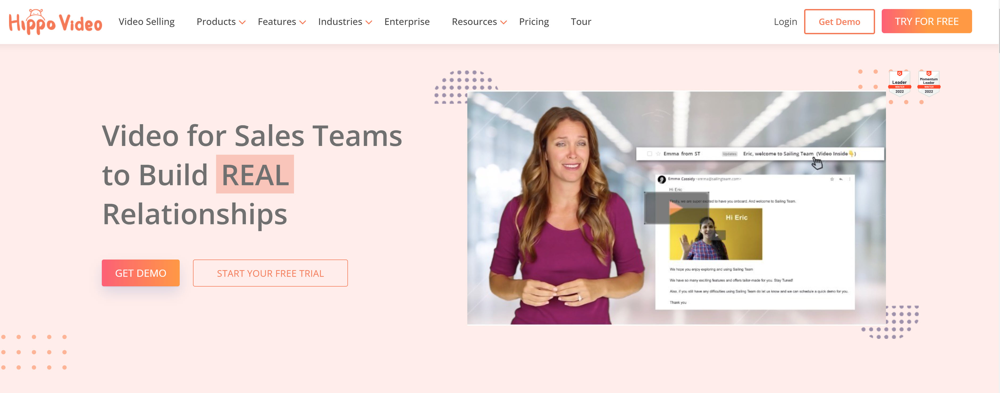 Hippo Video
Video Selling
Products
Features
Industries
Enterprise
Resources
Pricing
Tour
Login
Get Demo
TRY FOR FREE
Leader
WINTER
2022
Momentum
Leader
WINTER
2022
Video for Sales Teams
to Build REAL
Relationships
GET DEMO
START YOUR FREE TRIAL
Emma from ST Updates Eric, welcome to Sailing Team (Video Inside👇)
Emma Cassidy <emma@sailingteam.com>
Hi Eric
Firstly, we are super excited to have you onboard. And welcome to Sailing Team.
Hi Eric
We hope you enjoy exploring and using Sailing Team
We have so many exciting features and offers tailor-made for you. Stay Tuned!
Also, if you still have any difficulties using Sailing Team do let us know and we can schedule a quick demo for you.
Thank you